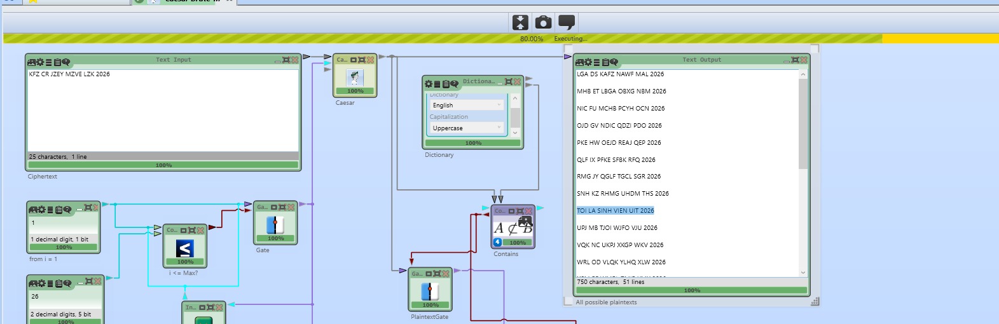 80.00% Executing...
Text Input
KFZ CR JZEY MZVE LZK 2026
25 characters, 1 line
100%
Ciphertext
Ca...
100%
Caesar
Dictiona...
Dictionary
English
Capitalization
Uppercase
100%
Dictionary
Text Output
LGA DS KAFZ NAWF MAL 2026
MHB ET LBGA OBXG NBM 2026
NIC FU MCHB PCYH OCN 2026
OJD GV NDIC QDZI PDO 2026
PKE HW OEJD REAJ QEP 2026
QLF IX PFKE SFBK RFQ 2026
RMG JY QGLF TGCL SGR 2026
SNH KZ RHMG UHDM THS 2026
TOI LA SINH VIEN UIT 2026
UPJ MB TJOI WJFO VJU 2026
VQK NC UKPJ XKGP WKV 2026
WRL OD VLQK YLHQ XLW 2026
750 characters, 51 lines
100%
All possible plaintexts
1
1 decimal digit, 1 bit
100%
from i = 1
Co...
≤
100%
i <= Max?
Ga...
100%
Gate
Co...
A ⊄ B
4
100%
Contains
Ga...
100%
PlaintextGate
26
2 decimal digits, 5 bit
100%
In...